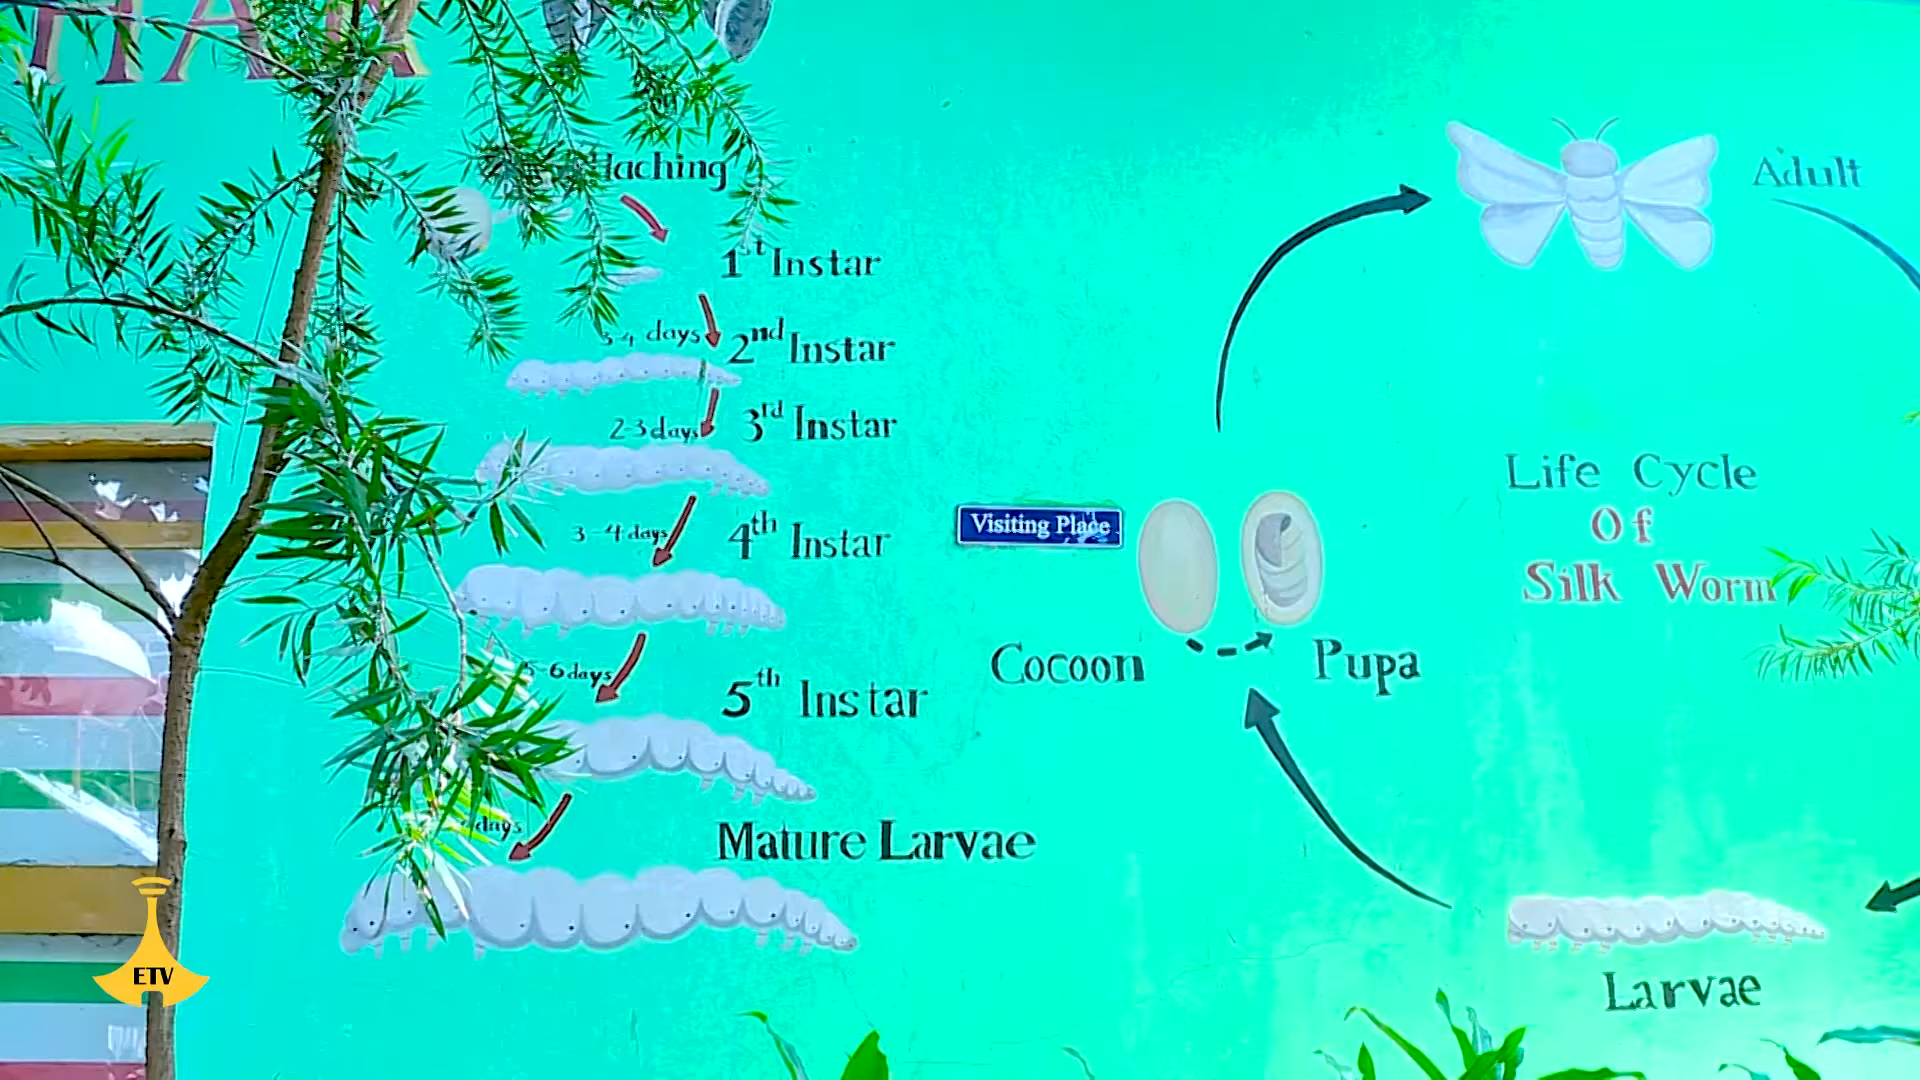 Haching
1st Instar
3-4 days
2nd Instar
2-3 days
3rd Instar
3-4 days
4th Instar
5-6 days
5th Instar
days
Mature Larvae
Visiting Place
Cocoon
Pupa
Adult
Life Cycle
Of
Silk Worm
Larvae
ETV